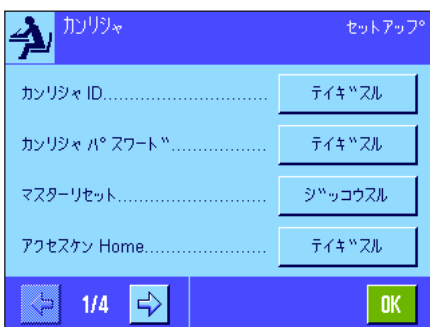 カンリシャ セットアップ
カンリシャ ID............................ テイギスル
カンリシャ パスワード................ テイギスル
マスターリセット......................... ジッコウスル
アクセスケン Home..................... テイギスル
1/4 OK